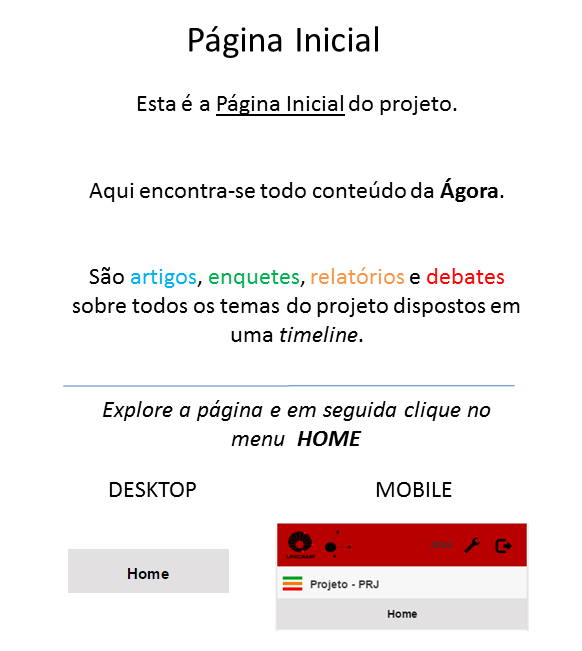 Página Inicial
Esta é a Página Inicial do projeto.
Aqui encontra-se todo conteúdo da Ágora.
São artigos, enquetes, relatórios e debates
sobre todos os temas do projeto dispostos em
uma timeline.
Explore a página e em seguida clique no
menu HOME
DESKTOP
MOBILE
Home
UNICAMP
Projeto - PRJ
Home